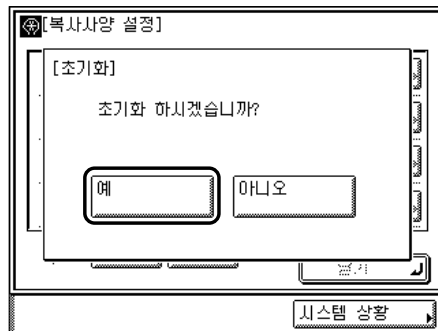 [복사사양 설정]
[초기화]
초기화 하시겠습니까?
예
아니오
시스템 상황